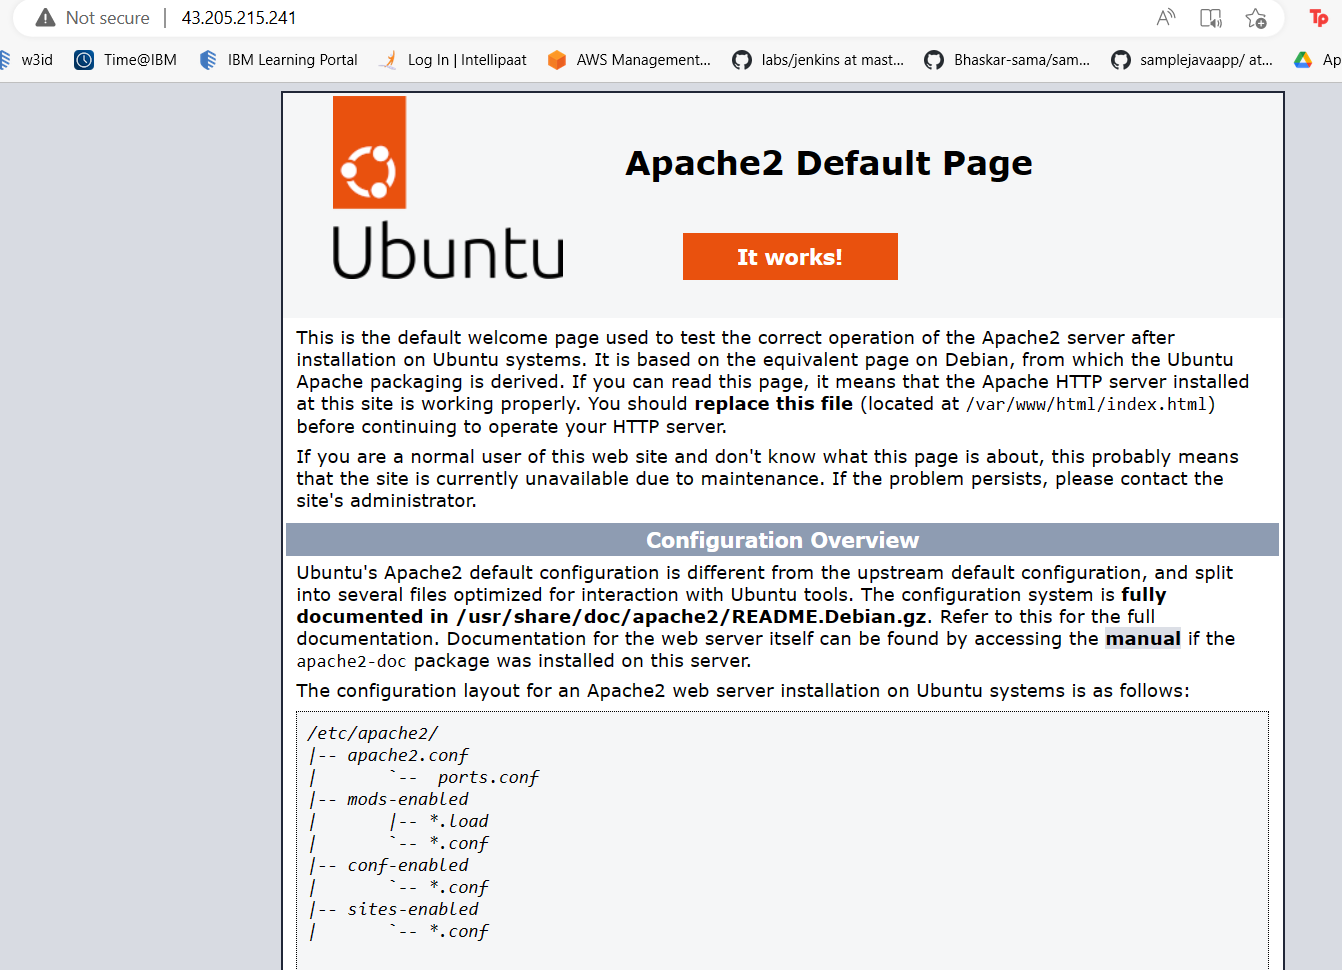 Not secure | 43.205.215.241
w3id Time@IBM IBM Learning Portal Log In | Intellipaat AWS Management... labs/jenkins at mast... Bhaskar-sama/sam... samplejavaapp/ at... Ap
Tp
Ubuntu
Apache2 Default Page
It works!
This is the default welcome page used to test the correct operation of the Apache2 server after
installation on Ubuntu systems. It is based on the equivalent page on Debian, from which the Ubuntu
Apache packaging is derived. If you can read this page, it means that the Apache HTTP server installed
at this site is working properly. You should replace this file (located at /var/www/html/index.html)
before continuing to operate your HTTP server.
If you are a normal user of this web site and don't know what this page is about, this probably means
that the site is currently unavailable due to maintenance. If the problem persists, please contact the
site's administrator.
Configuration Overview
Ubuntu's Apache2 default configuration is different from the upstream default configuration, and split
into several files optimized for interaction with Ubuntu tools. The configuration system is fully
documented in /usr/share/doc/apache2/README.Debian.gz. Refer to this for the full
documentation. Documentation for the web server itself can be found by accessing the manual if the
apache2-doc package was installed on this server.
The configuration layout for an Apache2 web server installation on Ubuntu systems is as follows:
/etc/apache2/
|-- apache2.conf
|       `--  ports.conf
|-- mods-enabled
|       |-- *.load
|       `-- *.conf
|-- conf-enabled
|       `-- *.conf
|-- sites-enabled
|       `-- *.conf